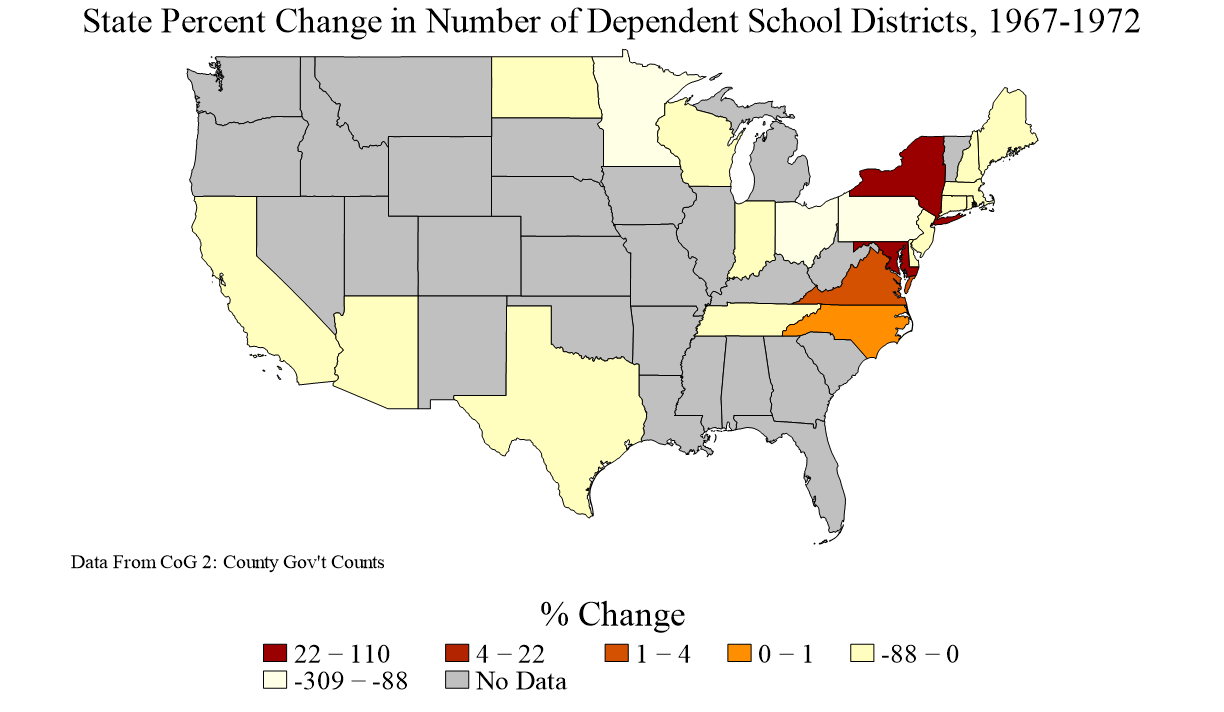 State Percent Change in Number of Dependent School Districts, 1967-1972
Data From CoG 2: County Gov't Counts
% Change
22 − 110 4 − 22 1 − 4 0 − 1 -88 − 0
-309 − -88 No Data